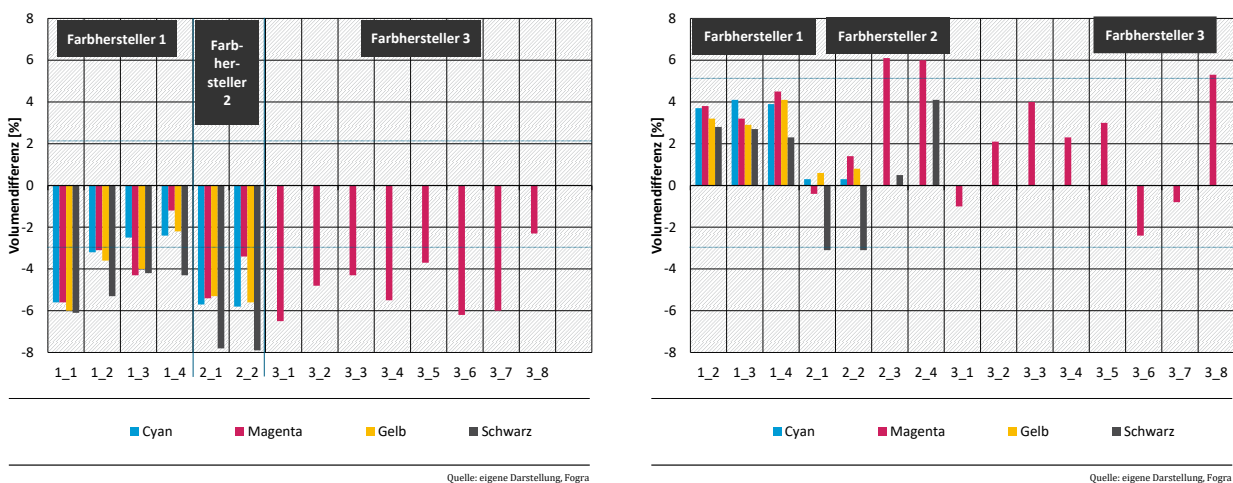 Farbhersteller 1
Farb-
her-
steller
2
Farbhersteller 3
Volumendifferenz [%]
8
6
4
2
0
-2
-4
-6
-8
1_1 1_2 1_3 1_4 2_1 2_2 3_1 3_2 3_3 3_4 3_5 3_6 3_7 3_8
Cyan Magenta Gelb Schwarz
Quelle: eigene Darstellung, Fogra
Farbhersteller 1 Farbhersteller 2 Farbhersteller 3
Volumendifferenz [%]
8
6
4
2
0
-2
-4
-6
-8
1_2 1_3 1_4 2_1 2_2 2_3 2_4 3_1 3_2 3_3 3_4 3_5 3_6 3_7 3_8
Cyan Magenta Gelb Schwarz
Quelle: eigene Darstellung, Fogra